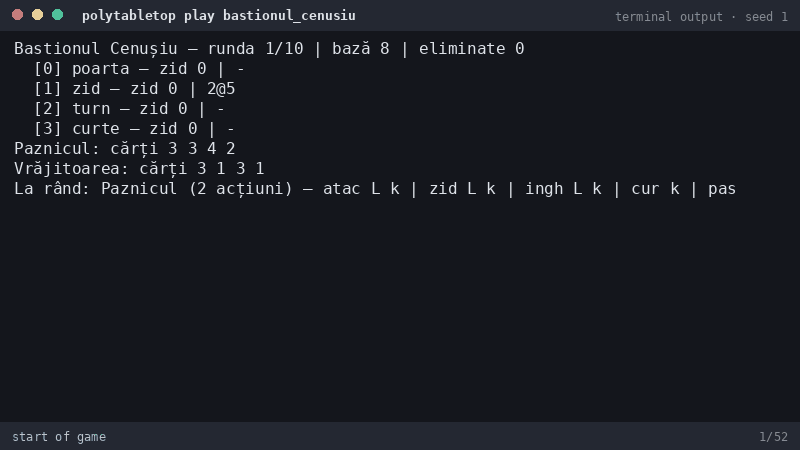 polytabletop play bastionul_cenusiu
terminal output · seed 1
Bastionul Cenușiu — runda 1/10 | bază 8 | eliminate 0
[0] poarta — zid 0 | -
[1] zid — zid 0 | 2@5
[2] turn — zid 0 | -
[3] curte — zid 0 | -
Paznicul: cărți 3 3 4 2
Vrăjitoarea: cărți 3 1 3 1
La rând: Paznicul (2 acțiuni) — atac L k | zid L k | ingh L k | cur k | pas
start of game
1/52